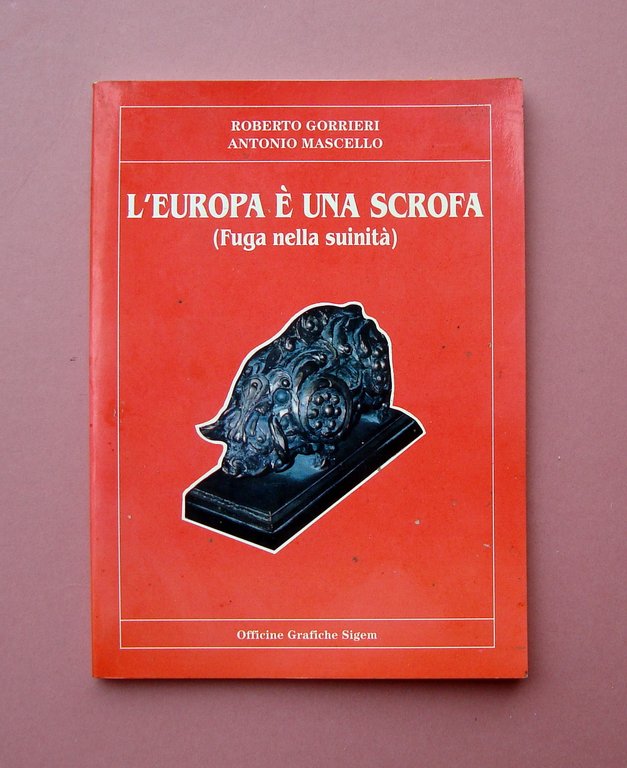 ROBERTO GORRIERI
ANTONIO MASCELLO
L'EUROPA È UNA SCROFA
(Fuga nella suinità)
Officine Grafiche Sigem